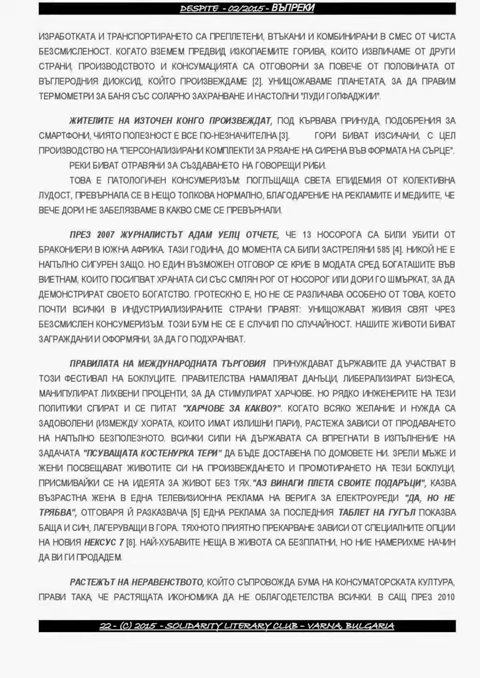 DESPITE - 02/2015 - ВЪПРЕКИ
ИЗРАБОТКАТА И ТРАНСПОРТИРАНЕТО СА ПРЕПЛЕТЕНИ, ВТЪКАНИ И КОМБИНИРАНИ В СМЕС ОТ ЧИСТА
БЕЗСМИСЛЕНОСТ. КОГАТО ВЗЕМЕМ ПРЕДВИД ИЗКОПАЕМИТЕ ГОРИВА, КОИТО ИЗВЛИЧАМЕ ОТ ДРУГИ
СТРАНИ, ПРОИЗВОДСТВОТО И КОНСУМАЦИЯТА СА ОТГОВОРНИ ЗА ПОВЕЧЕ ОТ ПОЛОВИНАТА ОТ
ВЪГЛЕРОДНИЯ ДИОКСИД, КОЙТО ПРОИЗВЕЖДАМЕ [2]. УНИЩОЖАВАМЕ ПЛАНЕТАТА, ЗА ДА ПРАВИМ
ТЕРМОМЕТРИ ЗА БАНЯ СЪС СОЛАРНО ЗАХРАНВАНЕ И НАСТОЛНИ "ЛУДИ ГОЛФАДЖИИ".
ЖИТЕЛИТЕ НА ИЗТОЧЕН КОНГО ПРОИЗВЕЖДАТ, ПОД КЪРВАВА ПРИНУДА, ПОДОБРЕНИЯ ЗА
СМАРТФОНИ, ЧИЯТО ПОЛЕЗНОСТ Е ВСЕ ПО-НЕЗНАЧИТЕЛНА [3]. ГОРИ БИВАТ ИЗСИЧАНИ, С ЦЕЛ
ПРОИЗВОДСТВО НА "ПЕРСОНАЛИЗИРАНИ КОМПЛЕКТИ ЗА РЯЗАНЕ НА СИРЕНА ВЪВ ФОРМАТА НА СЪРЦЕ".
РЕКИ БИВАТ ОТРАВЯНИ ЗА СЪЗДАВАНЕТО НА ГОВОРЕЩИ РИБИ.
ТОВА Е ПАТОЛОГИЧЕН КОНСУМЕРИЗЪМ: ПОГЛЪЩАЩА СВЕТА ЕПИДЕМИЯ ОТ КОЛЕКТИВНА
ЛУДОСТ, ПРЕВЪРНАЛА СЕ В НЕЩО ТОЛКОВА НОРМАЛНО, БЛАГОДАРЕНИЕ НА РЕКЛАМИТЕ И МЕДИИТЕ, ЧЕ
ВЕЧЕ ДОРИ НЕ ЗАБЕЛЯЗВАМЕ В КАКВО СМЕ СЕ ПРЕВЪРНАЛИ.
ПРЕЗ 2007 ЖУРНАЛИСТЪТ АДАМ УЕЛЦ ОТЧЕТЕ, ЧЕ 13 НОСОРОГА СА БИЛИ УБИТИ ОТ
БРАКОНИЕРИ В ЮЖНА АФРИКА. ТАЗИ ГОДИНА, ДО МОМЕНТА СА БИЛИ ЗАСТРЕЛЯНИ 585 [4]. НИКОЙ НЕ Е
НАПЪЛНО СИГУРЕН ЗАЩО. НО ЕДИН ВЪЗМОЖЕН ОТГОВОР СЕ КРИЕ В МОДАТА СРЕД БОГАТАШИТЕ ВЪВ
ВИЕТНАМ, КОИТО ПОСИПВАТ ХРАНАТА СИ СЪС СМЛЯН РОГ ОТ НОСОРОГ ИЛИ ДОРИ ГО ШМЪРКАТ, ЗА ДА
ДЕМОНСТРИРАТ СВОЕТО БОГАТСТВО. ГРОТЕСКНО Е, НО НЕ СЕ РАЗЛИЧАВА ОСОБЕНО ОТ ТОВА, КОЕТО
ПОЧТИ ВСИЧКИ В ИНДУСТРИАЛИЗИРАНИТЕ СТРАНИ ПРАВЯТ: УНИЩОЖАВАТ ЖИВИЯ СВЯТ ЧРЕЗ
БЕЗСМИСЛЕН КОНСУМЕРИЗЪМ. ТОЗИ БУМ НЕ СЕ Е СЛУЧИЛ ПО СЛУЧАЙНОСТ. НАШИТЕ ЖИВОТИ БИВАТ
ЗАГРАЖДАНИ И ОФОРМЯНИ, ЗА ДА ГО ПОДХРАНВАТ.
ПРАВИЛАТА НА МЕЖДУНАРОДНАТА ТЪРГОВИЯ ПРИНУЖДАВАТ ДЪРЖАВИТЕ ДА УЧАСТВАТ В
ТОЗИ ФЕСТИВАЛ НА БОКЛУЦИТЕ. ПРАВИТЕЛСТВАТА НАМАЛЯВАТ ДАНЪЦИ, ЛИБЕРАЛИЗИРАТ БИЗНЕСА,
МАНИПУЛИРАТ ЛИХВЕНИ ПРОЦЕНТИ, ЗА ДА СТИМУЛИРАТ ХАРЧОВЕ. НО РЯДКО ИНЖЕНЕРИТЕ НА ТЕЗИ
ПОЛИТИКИ СПИРАТ И СЕ ПИТАТ "ХАРЧОВЕ ЗА КАКВО?". КОГАТО ВСЯКО ЖЕЛАНИЕ И НУЖДА СА
ЗАДОВОЛЕНИ (ИЗМЕЖДУ ХОРАТА, КОИТО ИМАТ ИЗЛИШНИ ПАРИ), РАСТЕЖА ЗАВИСИ ОТ ПРОДАВАНЕТО
НА НАПЪЛНО БЕЗПОЛЕЗНОТО. ВСИЧКИ СИЛИ НА ДЪРЖАВАТА СА ВПРЕГНАТИ В ИЗПЪЛНЕНИЕ НА
ЗАДАЧАТА "ПСУВАЩАТА КОСТЕНУРКА ТЕРИ" ДА БЪДЕ ДОСТАВЕНА ПО ДОМОВЕТЕ НИ. ЗРЕЛИ МЪЖЕ И
ЖЕНИ ПОСВЕЩАВАТ ЖИВОТИТЕ СИ НА ПРОИЗВЕЖДАНЕТО И ПРОМОТИРАНЕТО НА ТЕЗИ БОКЛУЦИ,
ПРИСМИВАЙКИ СЕ НА ИДЕЯТА ЗА ЖИВОТ БЕЗ ТЯХ."АЗ ВИНАГИ ПЛЕТА СВОИТЕ ПОДАРЪЦИ", КАЗВА
ВЪЗРАСТНА ЖЕНА В ЕДНА ТЕЛЕВИЗИОННА РЕКЛАМА НА ВЕРИГА ЗА ЕЛЕКТРОУРЕДИ "ДА, НО НЕ
ТРЯБВА", ОТГОВАРЯ Й РАЗКАЗВАЧА [5] ЕДНА РЕКЛАМА ЗА ПОСЛЕДНИЯ ТАБЛЕТ НА ГУГЪЛ ПОКАЗВА
БАЩА И СИН, ЛАГЕРУВАЩИ В ГОРА. ТЯХНОТО ПРИЯТНО ПРЕКАРВАНЕ ЗАВИСИ ОТ СПЕЦИАЛНИТЕ ОПЦИИ
НА НОВИЯ НЕКСУС 7 [6]. НАЙ-ХУБАВИТЕ НЕЩА В ЖИВОТА СА БЕЗПЛАТНИ, НО НИЕ НАМЕРИХМЕ НАЧИН
ДА ВИ ГИ ПРОДАДЕМ.
РАСТЕЖЪТ НА НЕРАВЕНСТВОТО, КОЙТО СЪПРОВОЖДА БУМА НА КОНСУМАТОРСКАТА КУЛТУРА,
ПРАВИ ТАКА, ЧЕ РАСТЯЩАТА ИКОНОМИКА ДА НЕ ОБЛАГОДЕТЕЛСТВА ВСИЧКИ. В САЩ ПРЕЗ 2010
22 - (C) 2015 - SOLIDARITY LITERARY CLUB - VARNA, BULGARIA